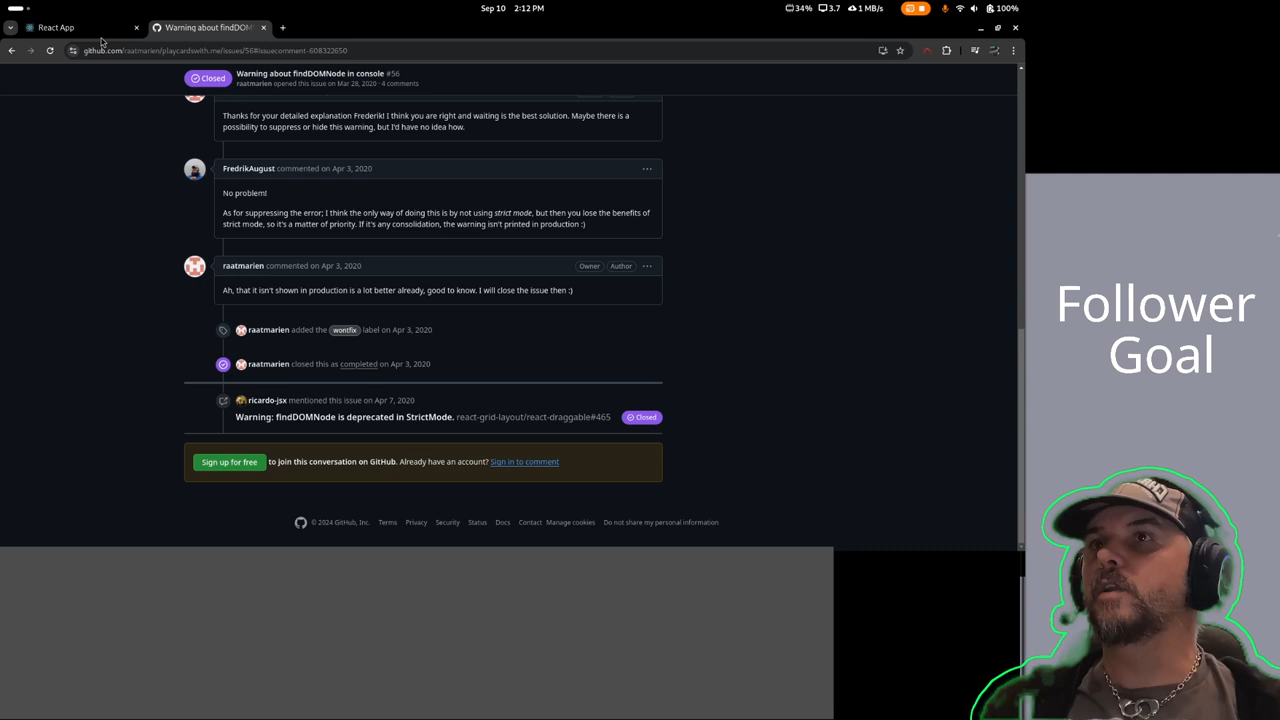 Sep 10 2:12 PM
34% 3.7 1 MB/s 100%
React App
Warning about findDOM
github.com/raatmarien/playcardswith.me/issues/56#issuecomment-608322650
Closed
Warning about findDOMNode in console #56
raatmarien opened this issue on Mar 28, 2020 · 4 comments
Thanks for your detailed explanation Frederik! I think you are right and waiting is the best solution. Maybe there is a
possibility to suppress or hide this warning, but I'd have no idea how.
FredrikAugust commented on Apr 3, 2020
No problem!
As for suppressing the error; I think the only way of doing this is by not using strict mode, but then you lose the benefits of
strict mode, so it's a matter of priority. If it's any consolidation, the warning isn't printed in production :)
raatmarien commented on Apr 3, 2020 Owner Author
Ah, that it isn't shown in production is a lot better already, good to know. I will close the issue then :)
raatmarien added the wontfix label on Apr 3, 2020
raatmarien closed this as completed on Apr 3, 2020
ricardo-jsx mentioned this issue on Apr 7, 2020
Warning: findDOMNode is deprecated in StrictMode. react-grid-layout/react-draggable#465 Closed
Sign up for free to join this conversation on GitHub. Already have an account? Sign in to comment
© 2024 GitHub, Inc. Terms Privacy Security Status Docs Contact Manage cookies Do not share my personal information
Follower
Goal